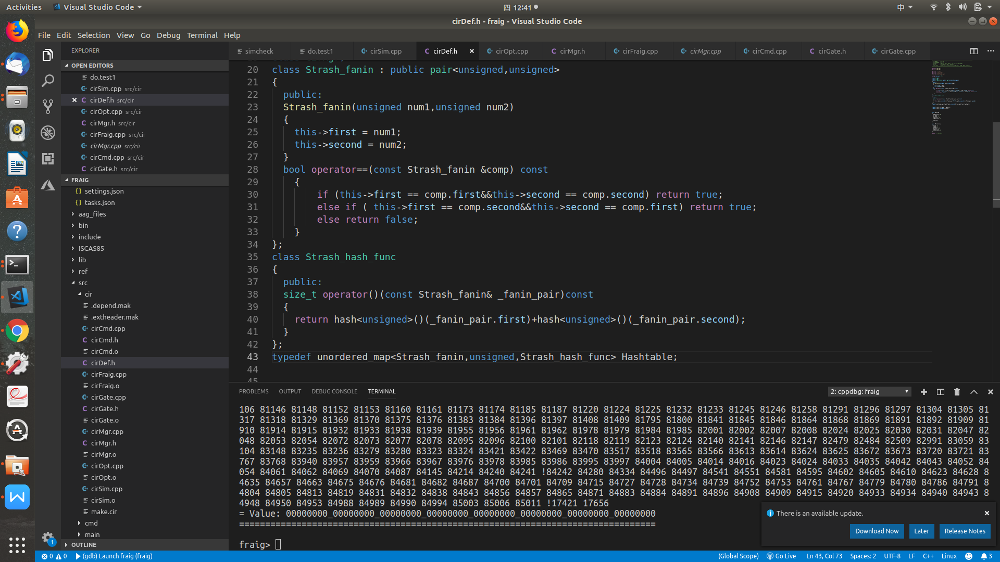 Activities
Visual Studio Code
四 12:41
中
cirDef.h - fraig - Visual Studio Code
File Edit Selection View Go Debug Terminal Help
EXPLORER
OPEN EDITORS
do.test1
cirSim.cpp src/cir
cirDef.h src/cir
cirOpt.cpp src/cir
cirMgr.h src/cir
cirFraig.cpp src/cir
cirMgr.cpp src/cir
cirCmd.cpp src/cir
cirGate.h src/cir
FRAIG
{} settings.json
{} tasks.json
aag_files
bin
include
ISCAS85
lib
ref
src
cir
.depend.mak
.extheader.mak
cirCmd.cpp
cirCmd.h
cirCmd.o
cirDef.h
cirFraig.cpp
cirFraig.o
cirGate.cpp
cirGate.h
cirGate.o
cirMgr.cpp
cirMgr.h
cirMgr.o
cirOpt.cpp
cirOpt.o
cirSim.cpp
cirSim.o
make.cir
cmd
main
OUTLINE
simcheck do.test1 cirSim.cpp cirDef.h cirOpt.cpp cirMgr.h cirFraig.cpp cirMgr.cpp cirCmd.cpp cirGate.h cirGate.cpp
20 class Strash_fanin : public pair<unsigned,unsigned>
21 {
22 public:
23 Strash_fanin(unsigned num1,unsigned num2)
24 {
25 this->first = num1;
26 this->second = num2;
27 }
28 bool operator==(const Strash_fanin &comp) const
29 {
30 if (this->first == comp.first&&this->second == comp.second) return true;
31 else if ( this->first == comp.second&&this->second == comp.first) return true;
32 else return false;
33 }
34 };
35 class Strash_hash_func
36 {
37 public:
38 size_t operator()(const Strash_fanin& _fanin_pair)const
39 {
40 return hash<unsigned>()(_fanin_pair.first)+hash<unsigned>()(_fanin_pair.second);
41 }
42 };
43 typedef unordered_map<Strash_fanin,unsigned,Strash_hash_func> Hashtable;
44
45
PROBLEMS OUTPUT DEBUG CONSOLE TERMINAL
2: cppdbg: fraig
106 81146 81148 81152 81153 81160 81161 81173 81174 81185 81187 81220 81224 81225 81232 81233 81245 81246 81258 81291 81296 81297 81304 81305 81
317 81318 81329 81369 81370 81375 81376 81383 81384 81396 81397 81408 81409 81795 81800 81841 81845 81846 81864 81868 81869 81891 81892 81909 81
910 81914 81915 81932 81933 81938 81939 81955 81956 81961 81962 81978 81979 81984 81985 82001 82002 82007 82008 82024 82025 82030 82031 82047 82
048 82053 82054 82072 82073 82077 82078 82095 82096 82100 82101 82118 82119 82123 82124 82140 82141 82146 82147 82479 82484 82509 82991 83059 83
104 83148 83235 83236 83279 83280 83323 83324 83421 83422 83469 83470 83517 83518 83565 83566 83613 83614 83624 83625 83672 83673 83720 83721 83
767 83768 83940 83957 83959 83966 83967 83976 83978 83985 83986 83995 83997 84004 84005 84014 84016 84023 84024 84033 84035 84042 84043 84052 84
054 84061 84062 84069 84070 84087 84145 84214 84240 84241 !84242 84280 84334 84496 84497 84541 84551 84581 84595 84602 84605 84610 84623 84628 8
4635 84657 84663 84675 84676 84681 84682 84687 84700 84701 84709 84715 84727 84728 84734 84739 84752 84753 84761 84767 84779 84780 84786 84791 8
4804 84805 84813 84819 84831 84832 84838 84843 84856 84857 84865 84871 84883 84884 84891 84896 84908 84909 84915 84920 84933 84934 84940 84943 8
4948 84950 84953 84988 84989 84990 84994 85003 85006 85011 !17421 17656
= Value: 00000000_00000000_00000000_00000000_00000000_00000000_00000000_00000000
================================================================================
fraig>
There is an available update.
Download Now Later Release Notes
1
0 0 (gdb) Launch fraig (fraig)
(Global Scope) Go Live Ln 43, Col 73 Spaces: 2 UTF-8 LF C++ Linux 3